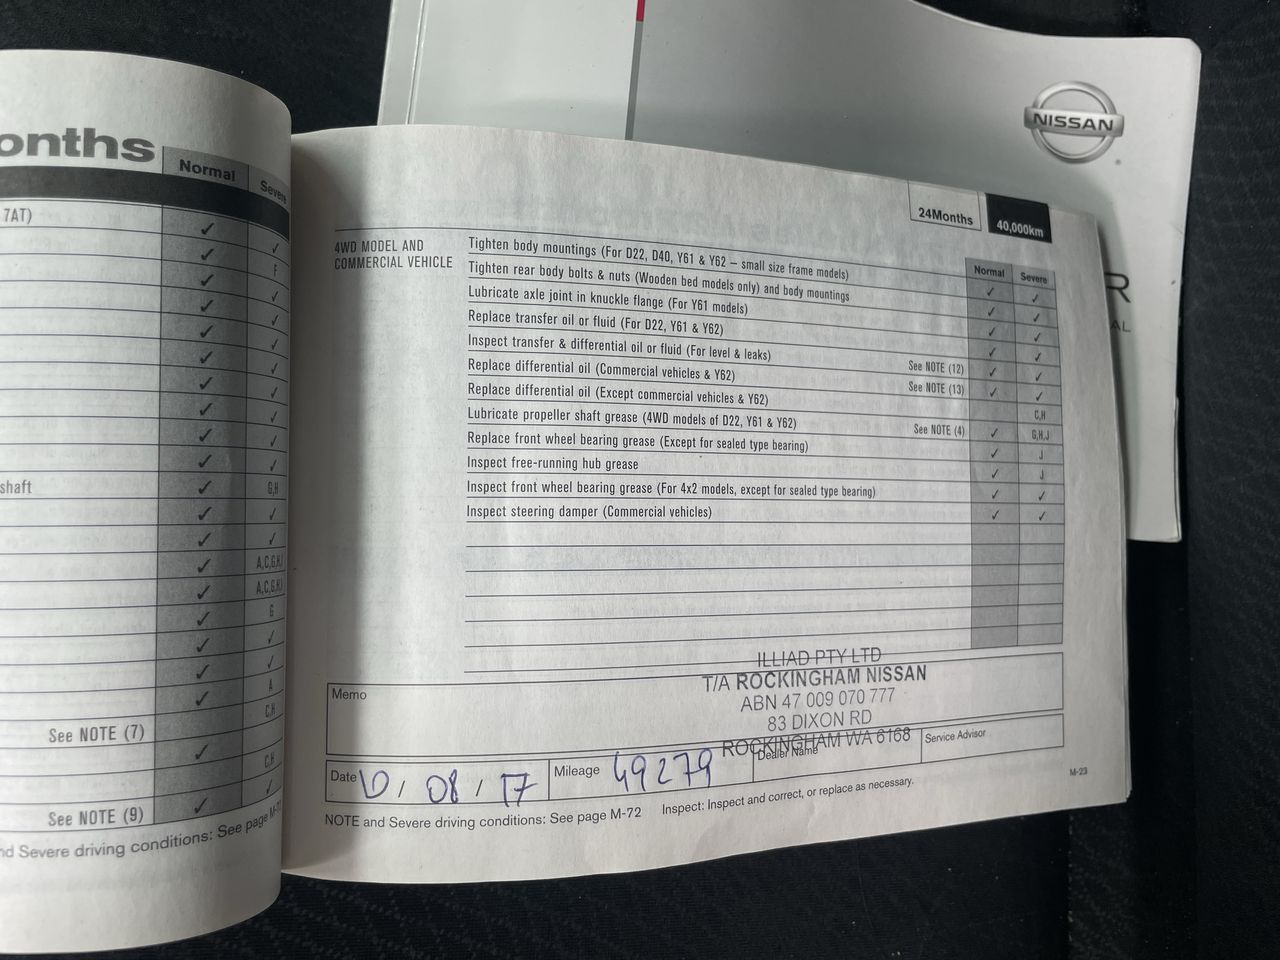 onths
Normal
Severe
7AT)
✓ ✓
✓ F
✓ ✓
✓ ✓
✓ ✓
✓ ✓
✓ ✓
✓ ✓
✓ ✓
shaft
✓ G,H
✓ ✓
✓ ✓
✓ A,C,G,H,I
✓ A,C,G,H,I
✓ G
✓ ✓
✓ ✓
✓ A
See NOTE (7)
C,H
✓
C,H
See NOTE (9)
✓ ✓
nd Severe driving conditions: See page M-72
NISSAN
R
AL
24Months
40,000km
4WD MODEL AND
COMMERCIAL VEHICLE
Normal
Severe
Tighten body mountings (For D22, D40, Y61 & Y62 – small size frame models) ✓ ✓
Tighten rear body bolts & nuts (Wooden bed models only) and body mountings ✓ ✓
Lubricate axle joint in knuckle flange (For Y61 models) ✓ ✓
Replace transfer oil or fluid (For D22, Y61 & Y62) ✓ ✓
Inspect transfer & differential oil or fluid (For level & leaks) See NOTE (12) ✓ ✓
Replace differential oil (Commercial vehicles & Y62) See NOTE (13) ✓ ✓
Replace differential oil (Except commercial vehicles & Y62) C,H
Lubricate propeller shaft grease (4WD models of D22, Y61 & Y62) See NOTE (4) ✓ G,H,J
Replace front wheel bearing grease (Except for sealed type bearing) ✓ J
Inspect free-running hub grease ✓ J
Inspect front wheel bearing grease (For 4x2 models, except for sealed type bearing) ✓ ✓
Inspect steering damper (Commercial vehicles) ✓ ✓
Memo
ILLIAD PTY LTD
T/A ROCKINGHAM NISSAN
ABN 47 009 070 777
83 DIXON RD
ROCKINGHAM WA 6168
Date 10 / 08 / 17
Mileage 49279
Dealer Name
Service Advisor
NOTE and Severe driving conditions: See page M-72
Inspect: Inspect and correct, or replace as necessary.
M-23